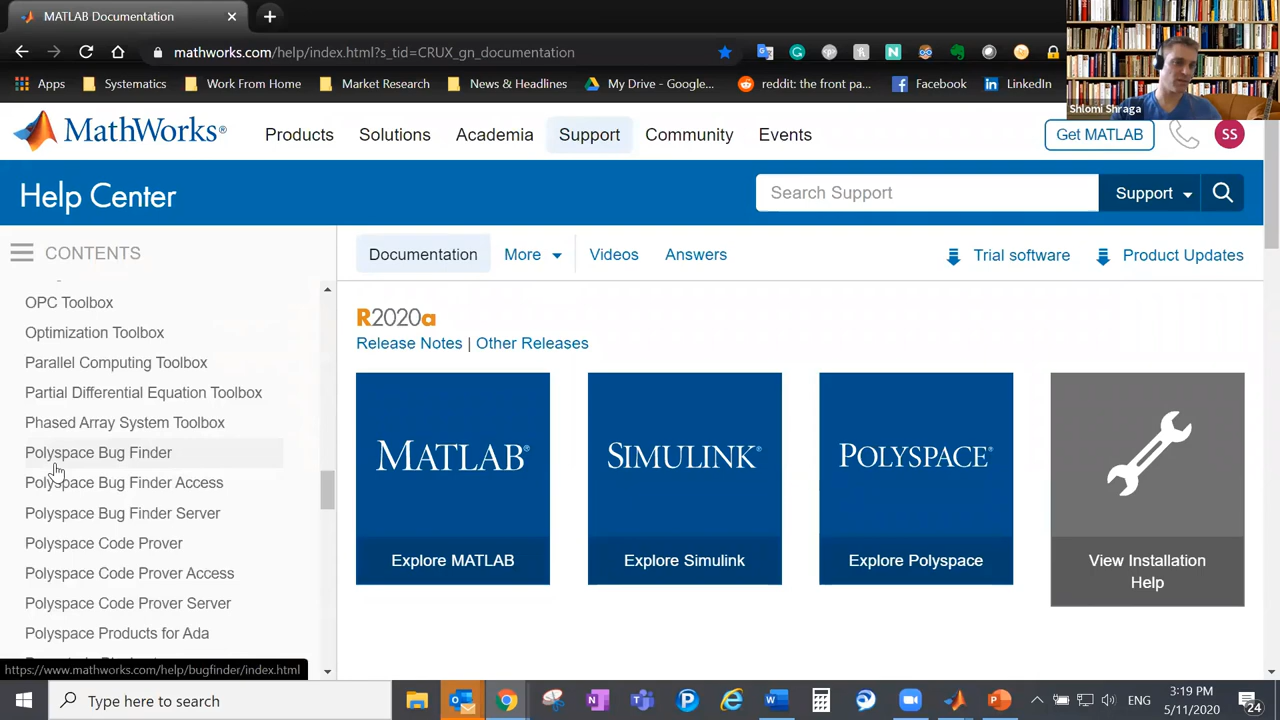 MATLAB Documentation
mathworks.com/help/index.html?s_tid=CRUX_gn_documentation
Apps
Systematics
Work From Home
Market Research
News & Headlines
My Drive - Google...
reddit: the front pa...
Facebook
LinkedIn
Shlomi Shraga
MathWorks®
Products
Solutions
Academia
Support
Community
Events
Get MATLAB
SS
Help Center
Search Support
Support
CONTENTS
Documentation
More
Videos
Answers
Trial software
Product Updates
OPC Toolbox
Optimization Toolbox
Parallel Computing Toolbox
Partial Differential Equation Toolbox
Phased Array System Toolbox
Polyspace Bug Finder
Polyspace Bug Finder Access
Polyspace Bug Finder Server
Polyspace Code Prover
Polyspace Code Prover Access
Polyspace Code Prover Server
Polyspace Products for Ada
R2020a
Release Notes | Other Releases
MATLAB®
Explore MATLAB
SIMULINK®
Explore Simulink
POLYSPACE®
Explore Polyspace
View Installation
Help
https://www.mathworks.com/help/bugfinder/index.html
Type here to search
ENG
3:19 PM
5/11/2020
24